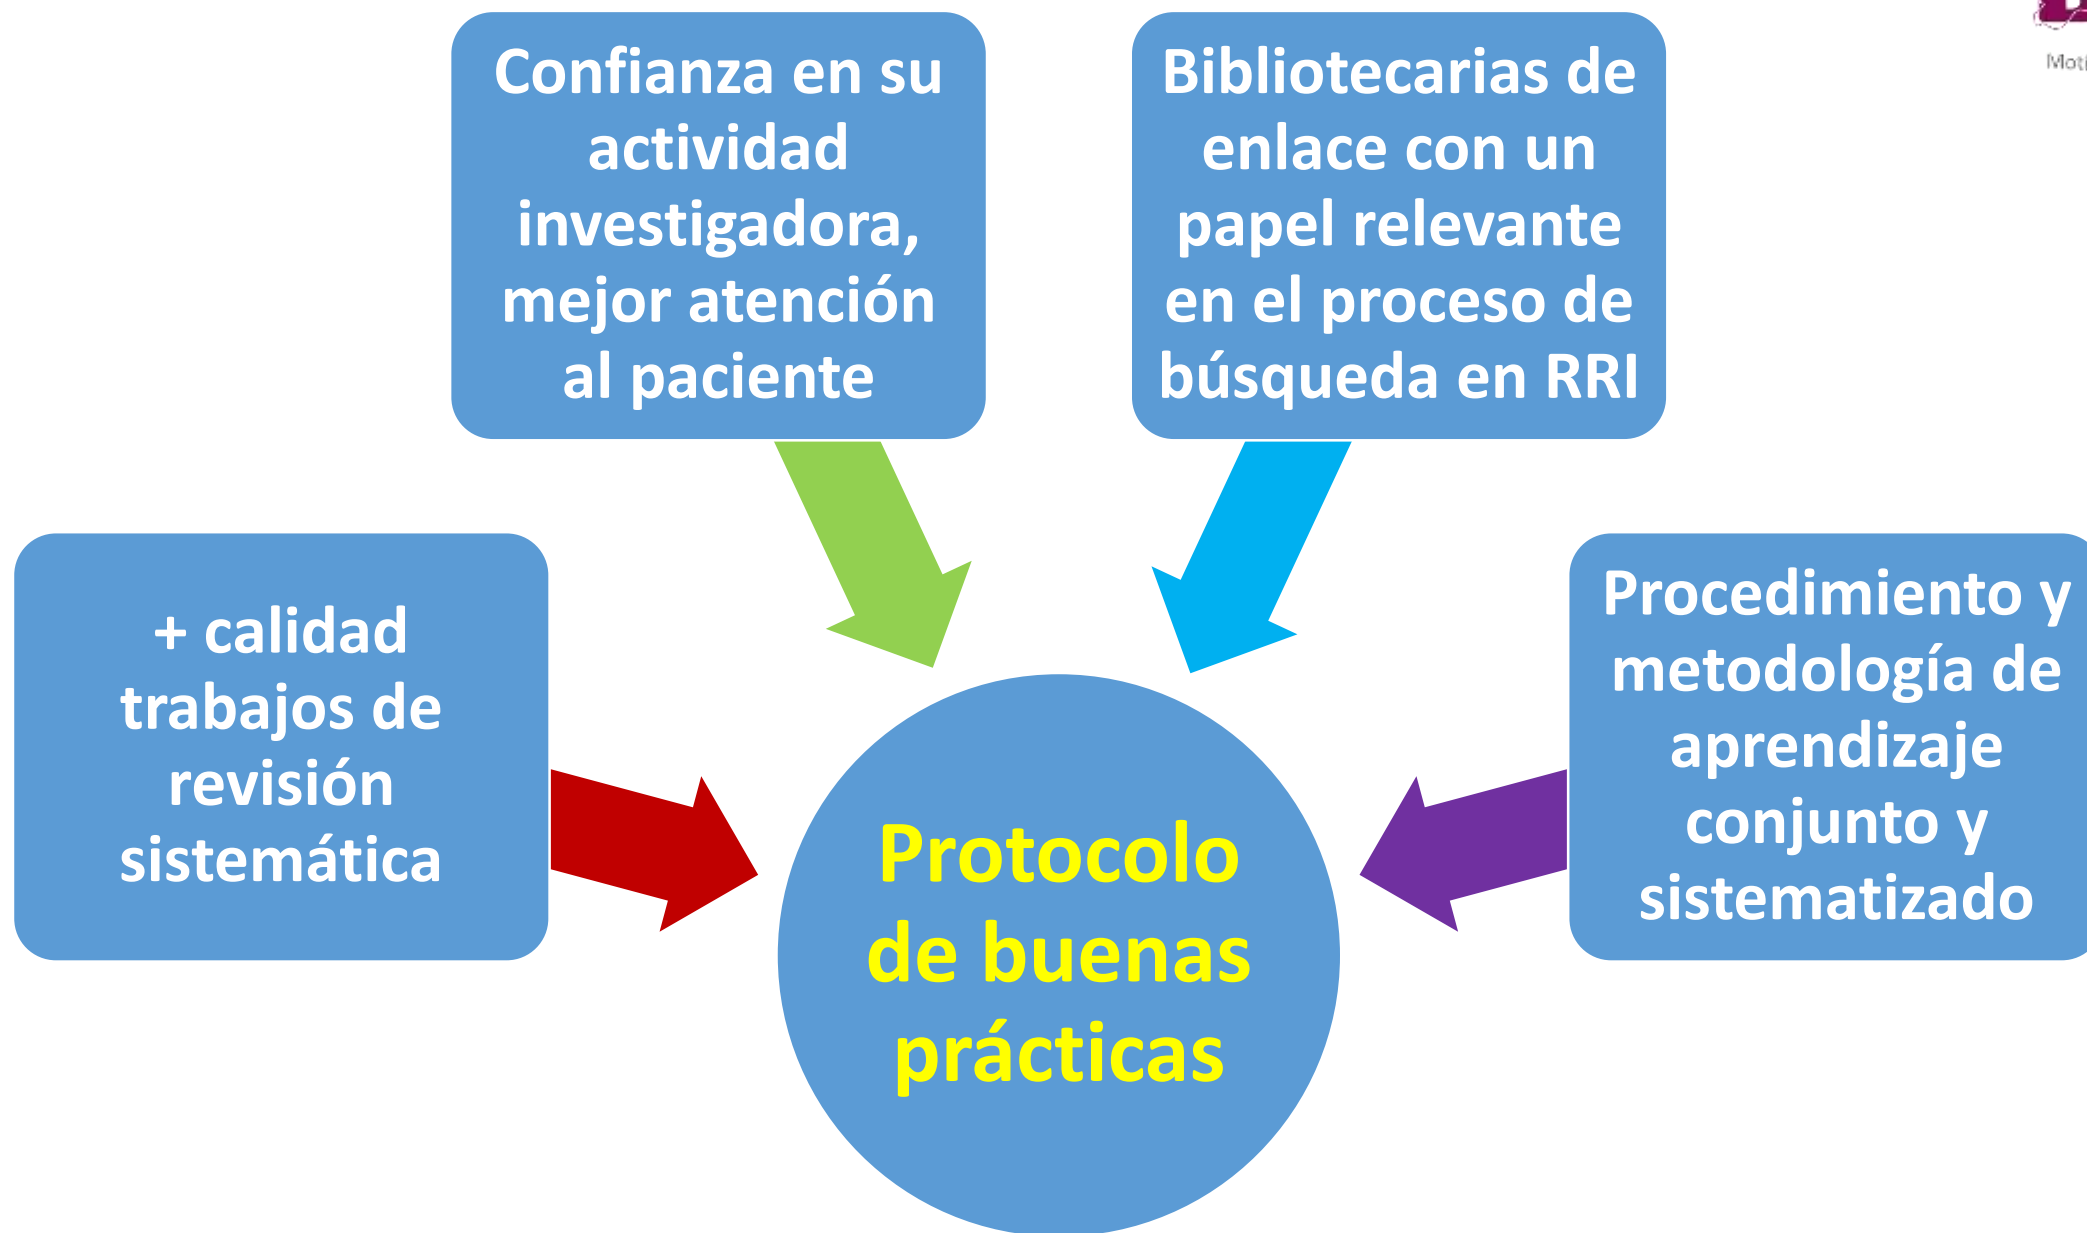 Confianza en su
actividad
investigadora,
mejor atención
al paciente
Bibliotecarias de
enlace con un
papel relevante
en el proceso de
búsqueda en RRI
+ calidad
trabajos de
revisión
sistemática
Procedimiento y
metodología de
aprendizaje
conjunto y
sistematizado
Protocolo
de buenas
prácticas